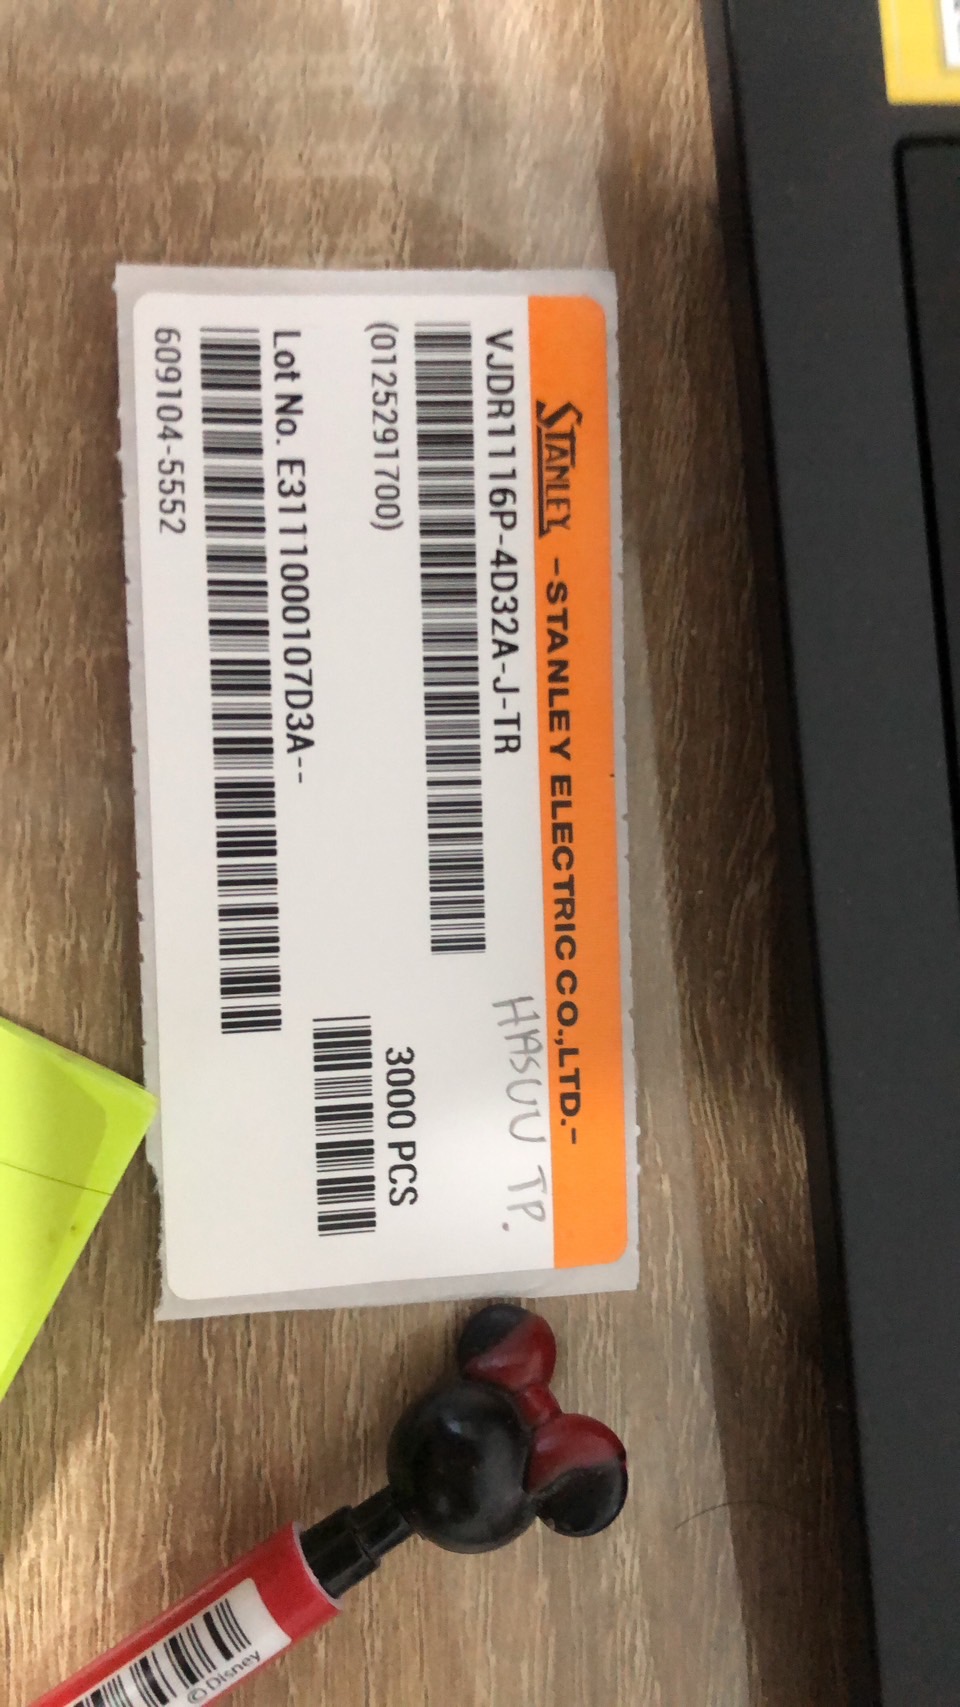 STANLEY -STANLEY ELECTRIC CO.,LTD.-
VJDR1116P-4D32A-J-TR
HASUU TP.
(0125291700)
3000 PCS
Lot No. E3111000107D3A--
609104-5552
©Disney